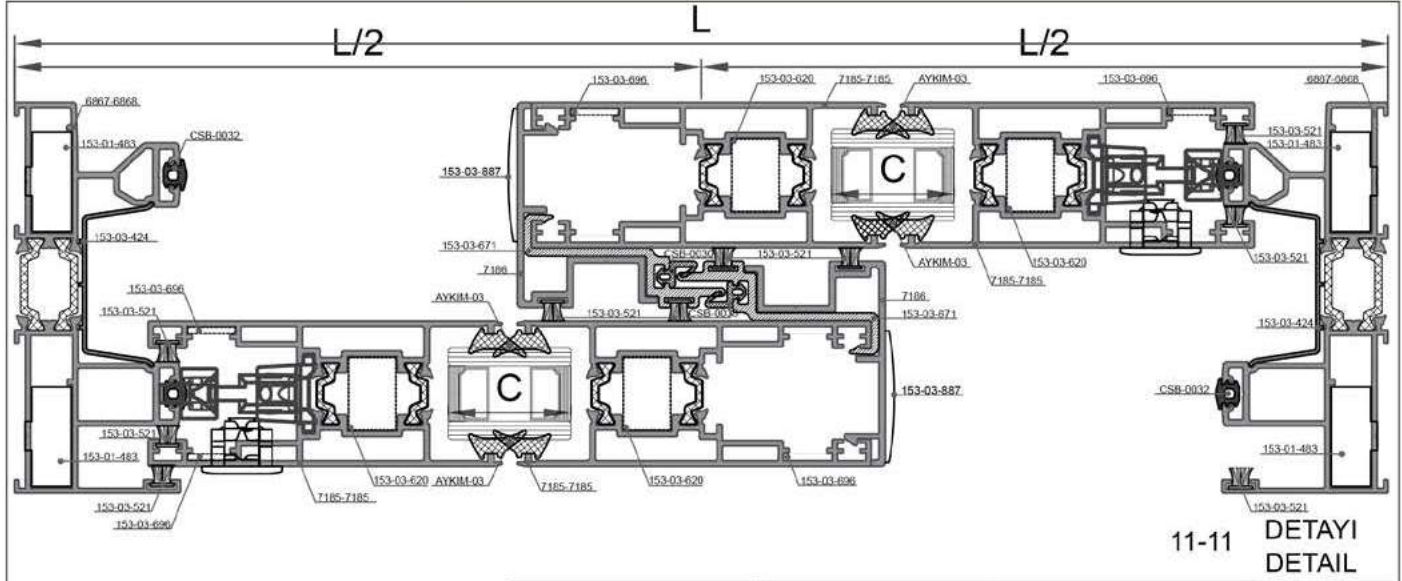 L
L/2 L/2
153-03-696 153-03-620 7185-7185 AYKIM-03 153-03-696 6867-6868
6867-6868
CSB-0032 153-03-521
153-01-483 153-01-483
153-03-887 C
153-03-424 153-03-671 CSB-0030 153-03-521 AYKIM-03 153-03-620 153-03-521
7186 7185-7185
153-03-696 AYKIM-03 7186
153-03-521 153-03-521 153-03-671
153-03-424
C 153-03-887 CSB-0032
153-03-521
153-01-483 153-01-483
153-03-620 AYKIM-03 7185-7185 153-03-620 153-03-696
7185-7185
153-03-521 153-03-521
153-03-696
11-11 DETAYI
DETAIL